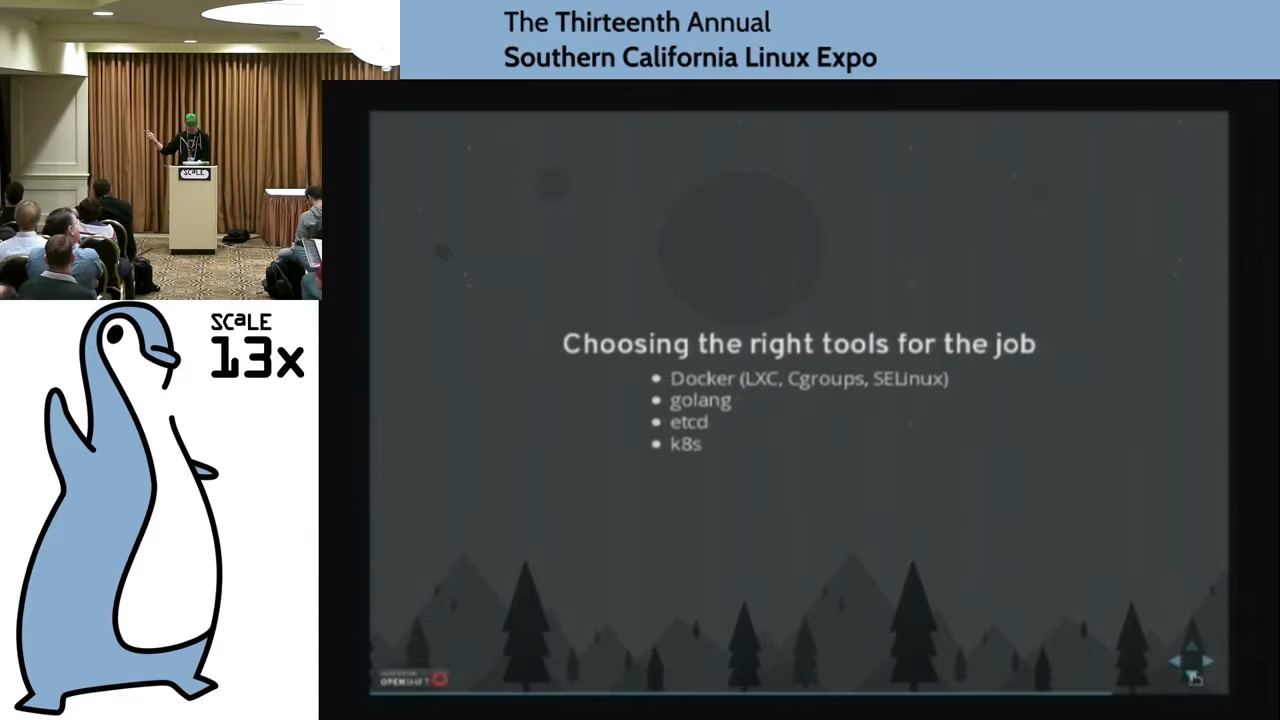 The Thirteenth Annual
Southern California Linux Expo
SCALE
SCALE
13x
Choosing the right tools for the job
Docker (LXC, Cgroups, SELinux)
golang
etcd
k8s
OPENSHIFT